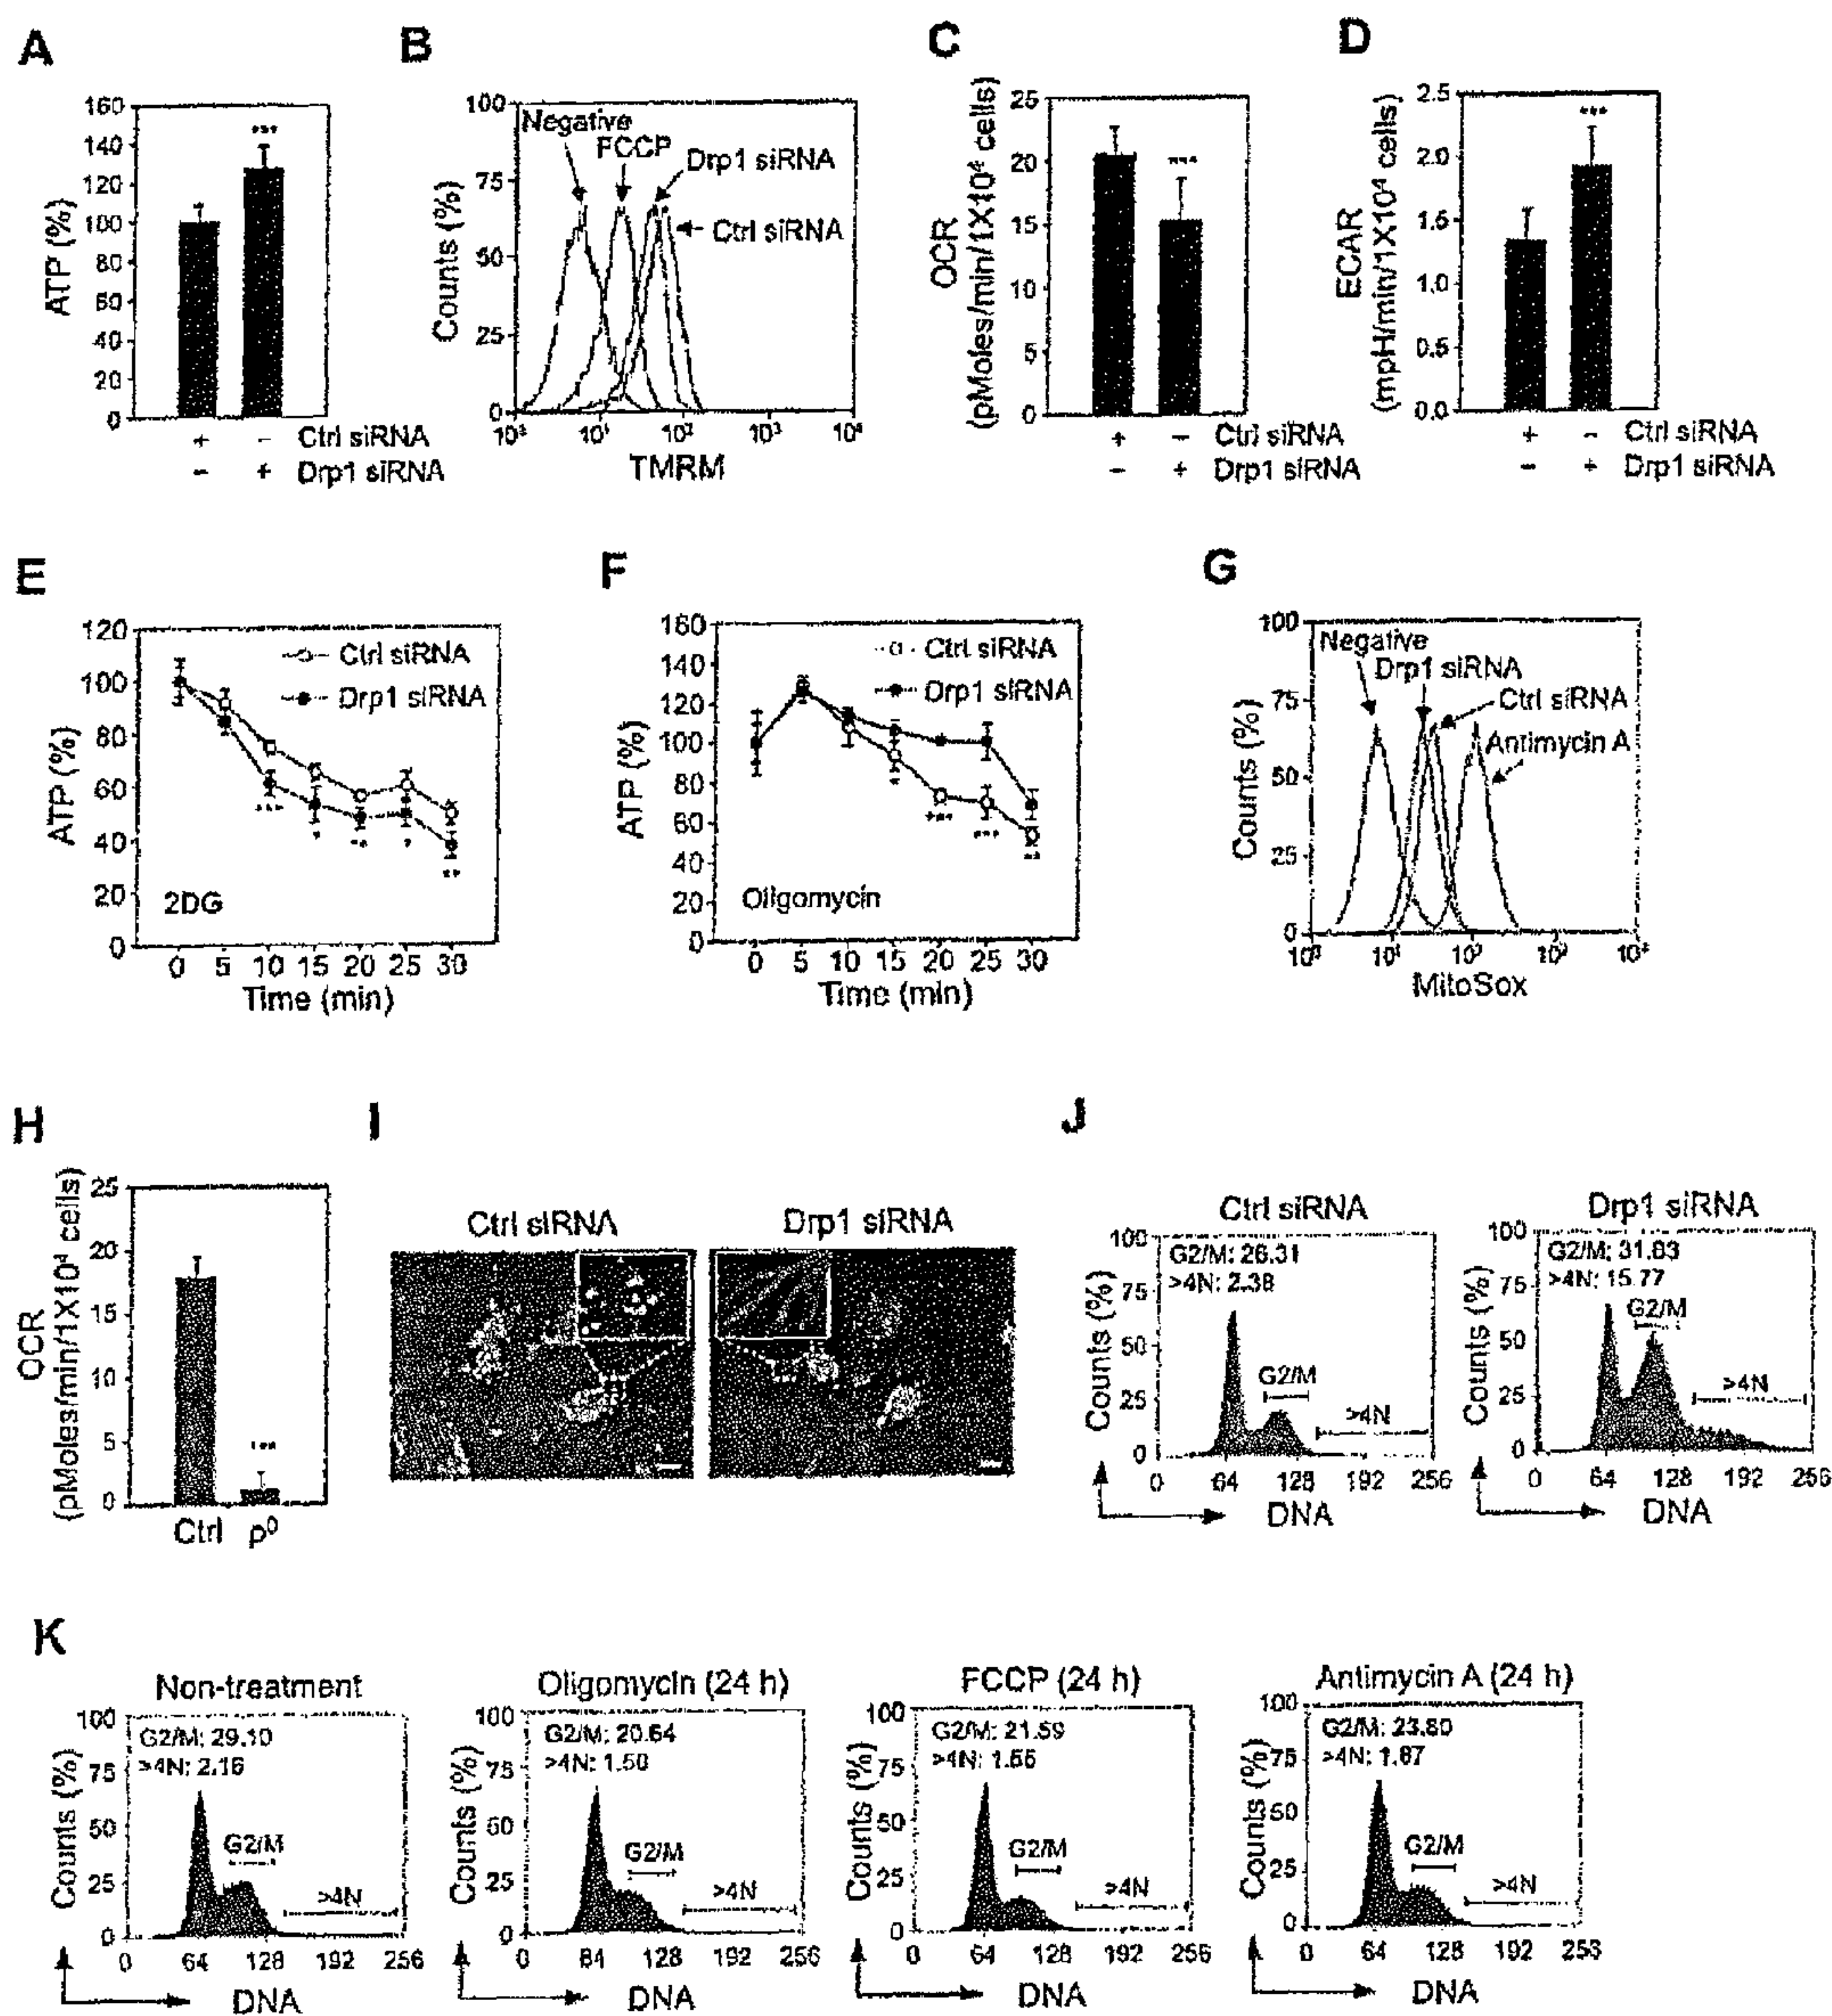 A
ATP (%)
160
140
120
100
80
60
40
20
0
+ – Ctrl siRNA
– + Drp1 siRNA
B
Counts (%)
100
75
50
25
0
Negative
FCCP
Drp1 siRNA
Ctrl siRNA
10¹ 10² 10³ 10⁴
TMRM
C
OCR
(pMoles/min/1X10⁴ cells)
25
20
15
10
5
0
***
+ – Ctrl siRNA
– + Drp1 siRNA
D
ECAR
(mpH/min/1X10⁴ cells)
2.5
2.0
1.5
1.0
0.5
0.0
***
+ – Ctrl siRNA
– + Drp1 siRNA
E
ATP (%)
120
100
80
60
40
20
0
Ctrl siRNA
Drp1 siRNA
***
*
**
*
**
2DG
0 5 10 15 20 25 30
Time (min)
F
ATP (%)
160
140
120
100
80
60
40
20
0
Ctrl siRNA
Drp1 siRNA
*
***
***
Oligomycin
0 5 10 15 20 25 30
Time (min)
G
Counts (%)
100
75
50
25
0
Negative
Drp1 siRNA
Ctrl siRNA
Antimycin A
MitoSox
H
OCR
(pMoles/min/1X10⁴ cells)
25
20
15
10
5
0
***
Ctrl ρ⁰
I
Ctrl siRNA
Drp1 siRNA
J
Ctrl siRNA
Counts (%)
100
75
50
25
0
G2/M: 26.31
>4N: 2.38
G2/M
>4N
0 64 128 192 256
DNA
Drp1 siRNA
Counts (%)
100
75
50
25
0
G2/M: 31.83
>4N: 15.77
G2/M
>4N
0 64 128 192 256
DNA
K
Non-treatment
Counts (%)
100
75
50
25
0
G2/M: 29.10
>4N: 2.16
G2/M
>4N
0 64 128 192 256
DNA
Oligomycin (24 h)
Counts (%)
100
75
50
25
0
G2/M: 20.64
>4N: 1.50
G2/M
>4N
0 64 128 192 256
DNA
FCCP (24 h)
Counts (%)
100
75
50
25
0
G2/M: 21.59
>4N:
G2/M
>4N
0 64 128 192 256
DNA
Antimycin A (24 h)
Counts (%)
100
75
50
25
0
G2/M: 23.80
>4N: 1.87
G2/M
>4N
0 64 128 192 256
DNA